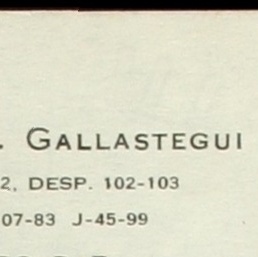 . GALLASTEGUI
2, DESP. 102-103
07-83 J-45-99